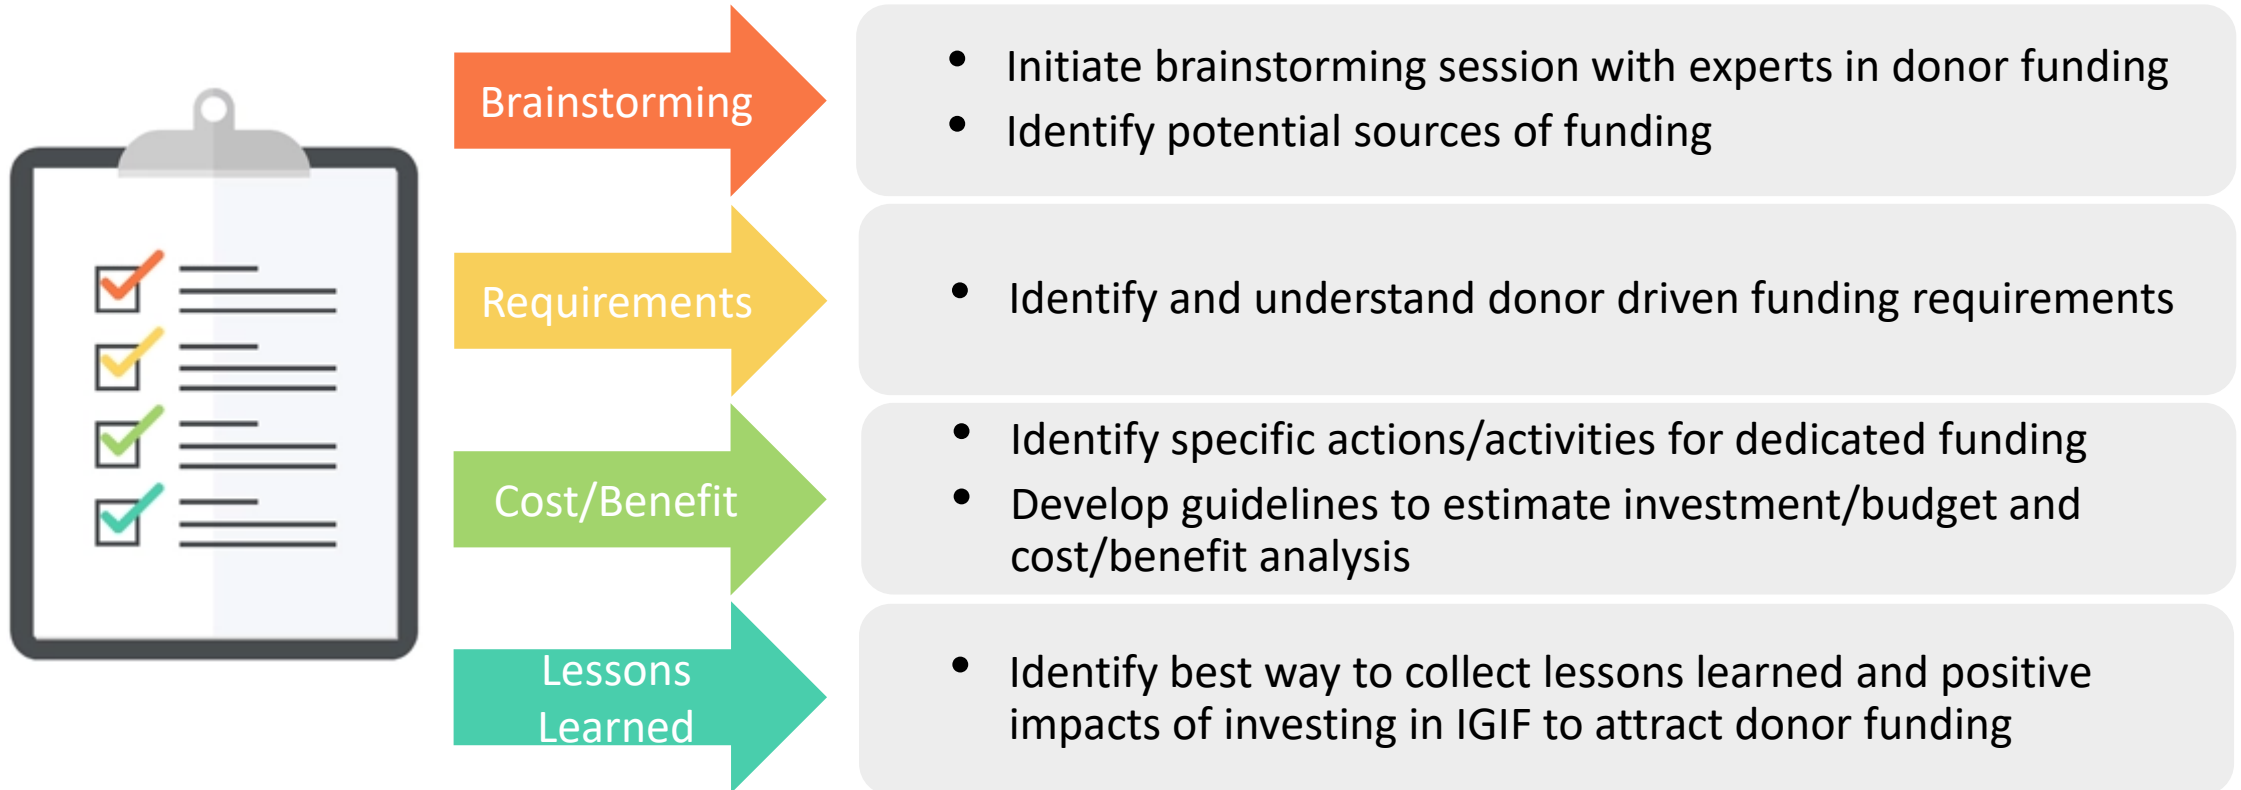 Brainstorming
• Initiate brainstorming session with experts in donor funding
• Identify potential sources of funding
Requirements
• Identify and understand donor driven funding requirements
Cost/Benefit
• Identify specific actions/activities for dedicated funding
• Develop guidelines to estimate investment/budget and
cost/benefit analysis
Lessons
Learned
• Identify best way to collect lessons learned and positive
impacts of investing in IGIF to attract donor funding